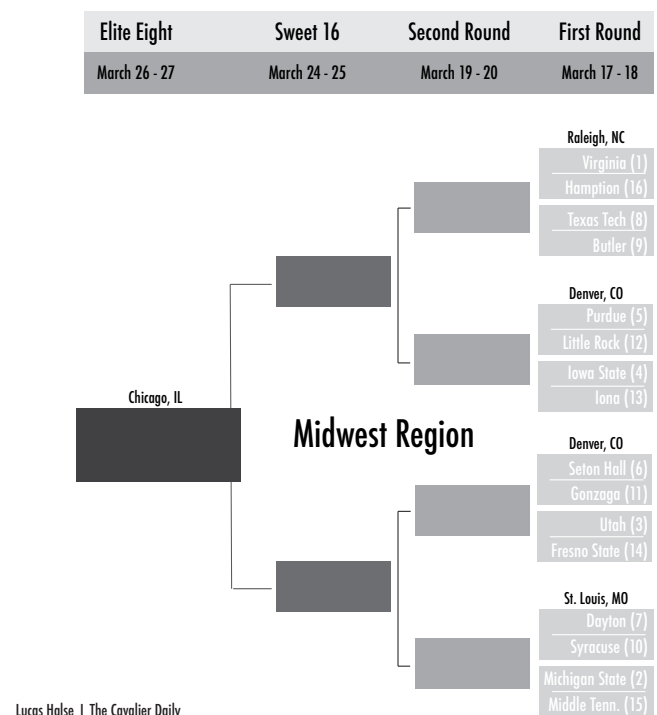 Elite Eight Sweet 16 Second Round First Round
March 26 - 27 March 24 - 25 March 19 - 20 March 17 - 18
Raleigh, NC
Virginia (1)
Hamption (16)
Texas Tech (8)
Butler (9)
Denver, CO
Purdue (5)
Little Rock (12)
Iowa State (4)
Iona (13)
Chicago, IL
Midwest Region
Denver, CO
Seton Hall (6)
Gonzaga (11)
Utah (3)
Fresno State (14)
St. Louis, MO
Dayton (7)
Syracuse (10)
Michigan State (2)
Middle Tenn. (15)
Lucas Halse | The Cavalier Daily